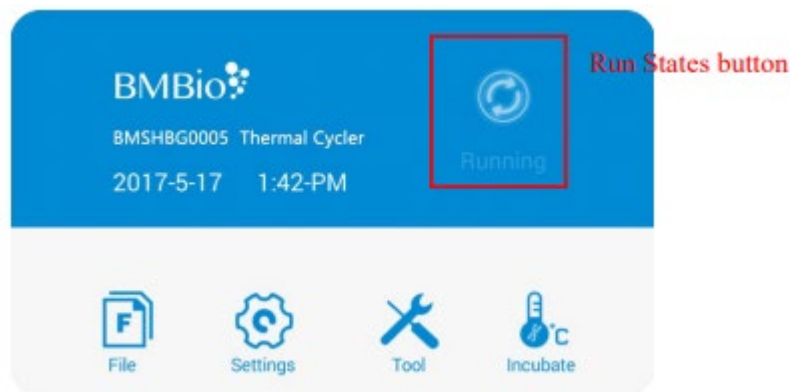 BMBio
Run States button
BMSHBG0005 Thermal Cycler
Running
2017-5-17 1:42-PM
F
°C
File
Settings
Tool
Incubate